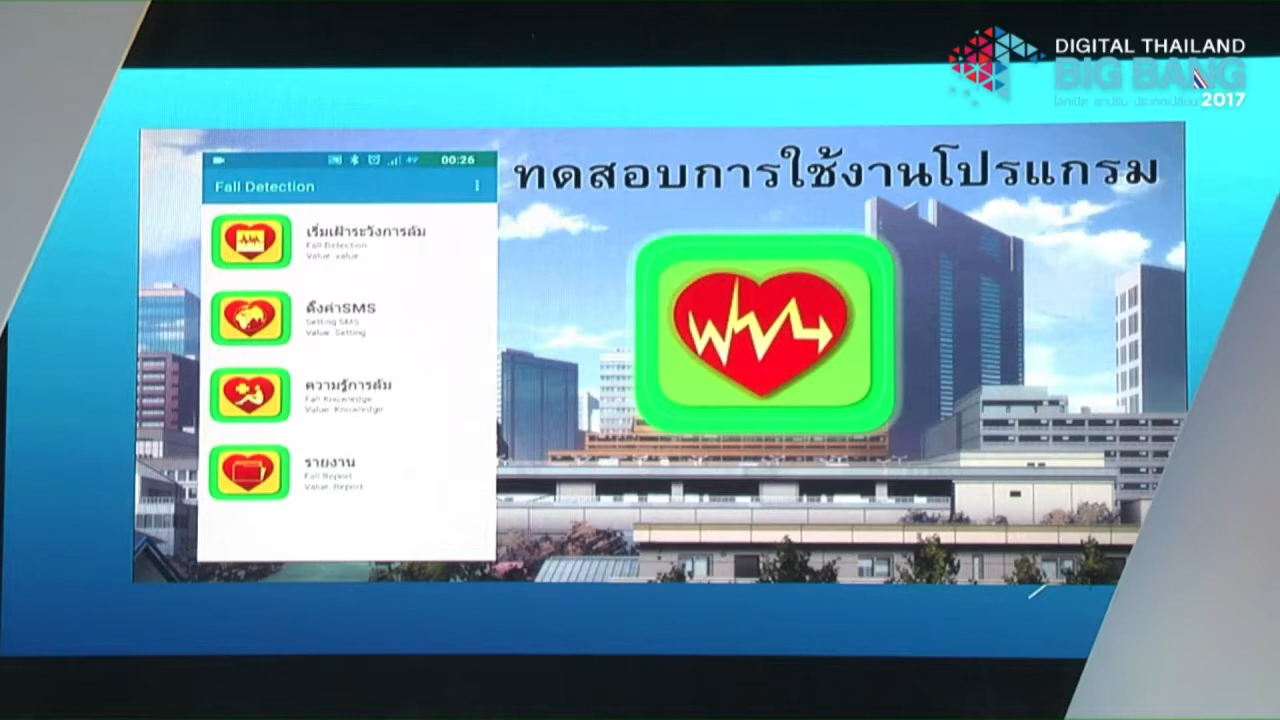 DIGITAL THAILAND
BIG BANG
2017
00:26
Fall Detection
ทดสอบการใช้งานโปรแกรม
เริ่มเฝ้าระวังการล้ม
Fall Detection
Value: value
ตั้งค่าSMS
Setting SMS
Value: Setting
ความรู้การล้ม
Fall Knowledge
Value: Knowledge
รายงาน
Fall Report
Value: Report